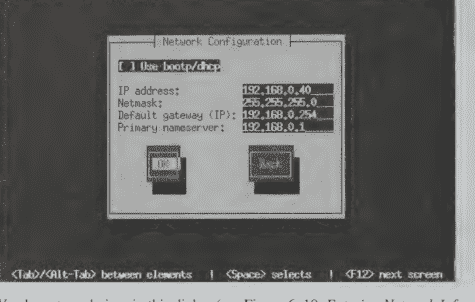 Network Configuration
[ ] Use bootp/dhcp
IP address: 192.168.0.40
Netmask: 255.255.255.0
Default gateway (IP): 192.168.0.254
Primary nameserver: 192.168.0.1
OK Back
<Tab>/<Alt-Tab> between elements | <Space> selects | <F12> next screen